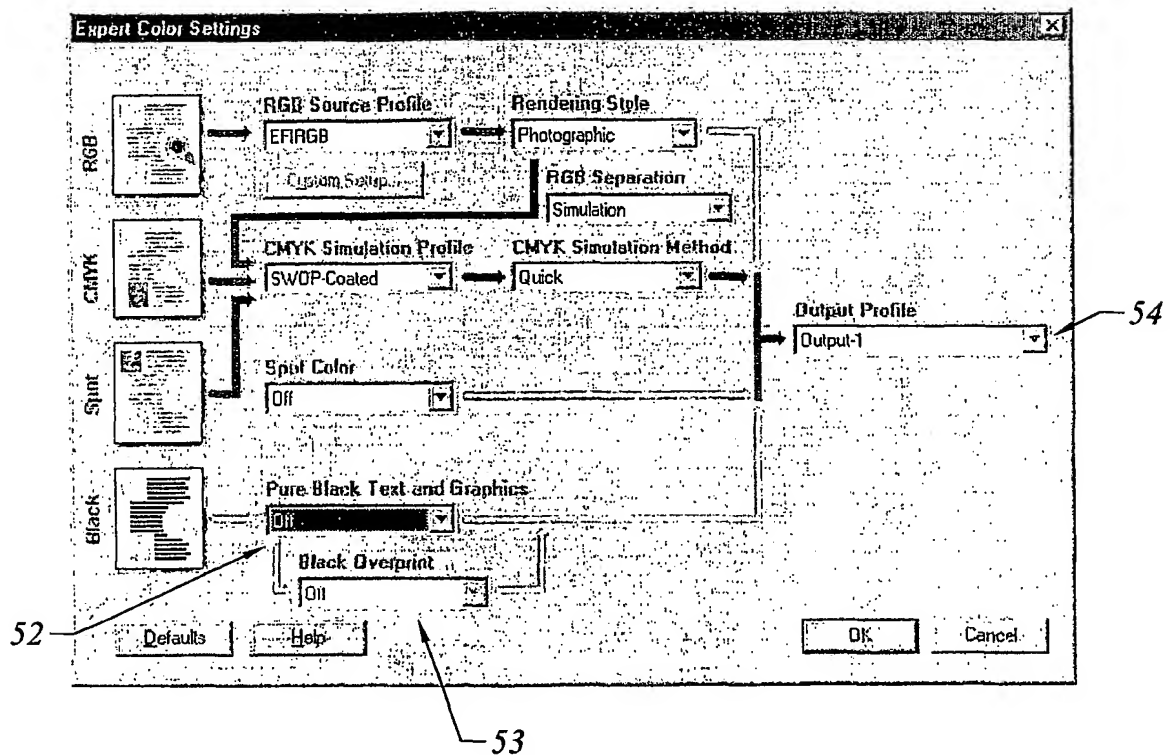 Expert Color Settings
RGB
RGB Source Profile
EFIRGB
Rendering Style
Photographic
Custom Setup...
RGB Separation
Simulation
CMYK
CMYK Simulation Profile
SWOP-Coated
CMYK Simulation Method
Quick
Output Profile
Output-1
54
Spot
Spot Color
Off
Black
Pure Black Text and Graphics
Off
Black Overprint
Off
52
Defaults
Help
OK
Cancel
53